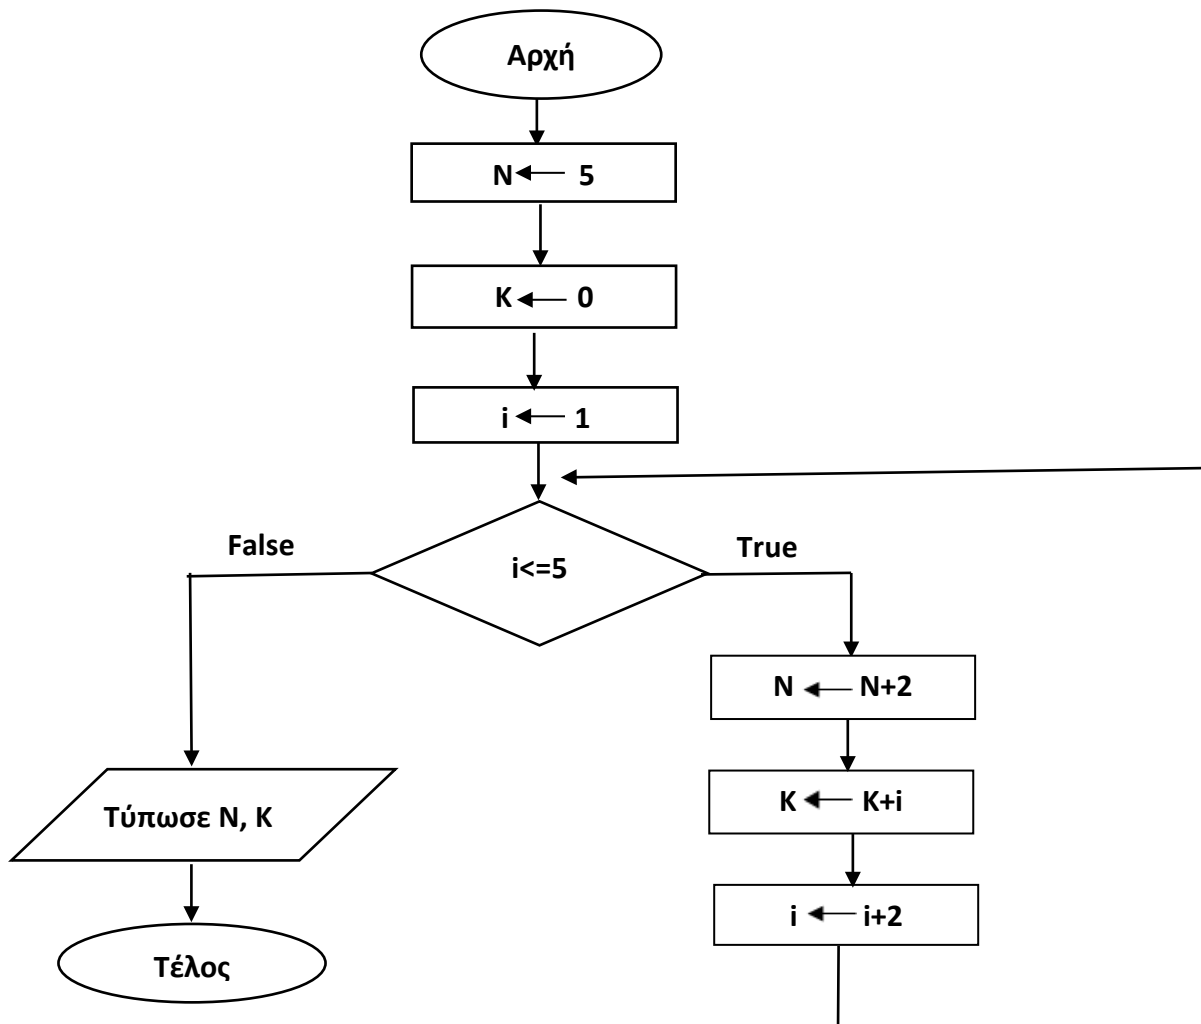 Αρχή
N ← 5
K ← 0
i ← 1
False
True
i<=5
N ← N+2
K ← K+i
i ← i+2
Τύπωσε N, K
Τέλος